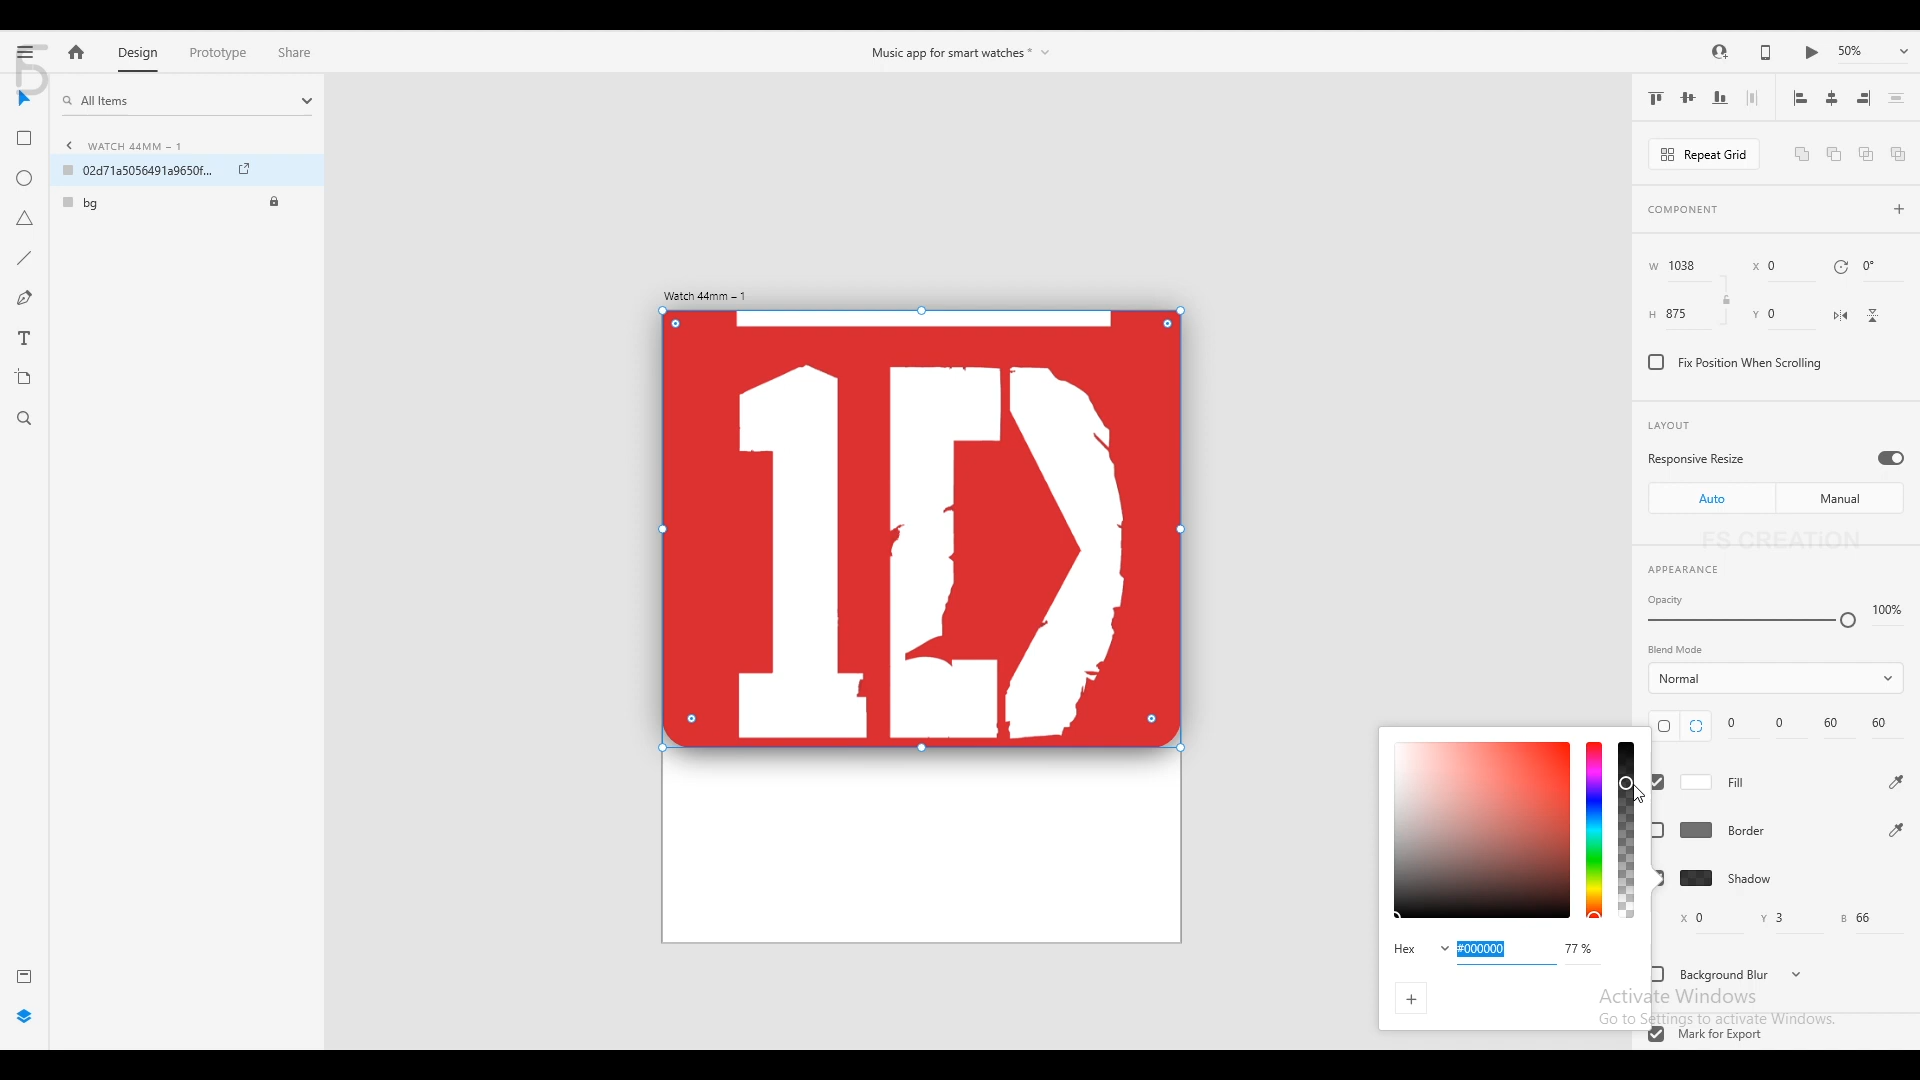 Design
Prototype
Share
Music app for smart watches *
50%
All Items
WATCH 44MM – 1
02d71a5056491a9650f...
bg
Watch 44mm – 1
1D
Repeat Grid
COMPONENT
W 1038
X 0
0°
H 875
Y 0
Fix Position When Scrolling
LAYOUT
Responsive Resize
Auto
Manual
FS CREATiON
APPEARANCE
Opacity
100%
Blend Mode
Normal
0
0
60
60
Fill
Border
Shadow
X 0
Y 3
B 66
Hex
#000000
77 %
Background Blur
Activate Windows
Go to Settings to activate Windows.
Mark for Export